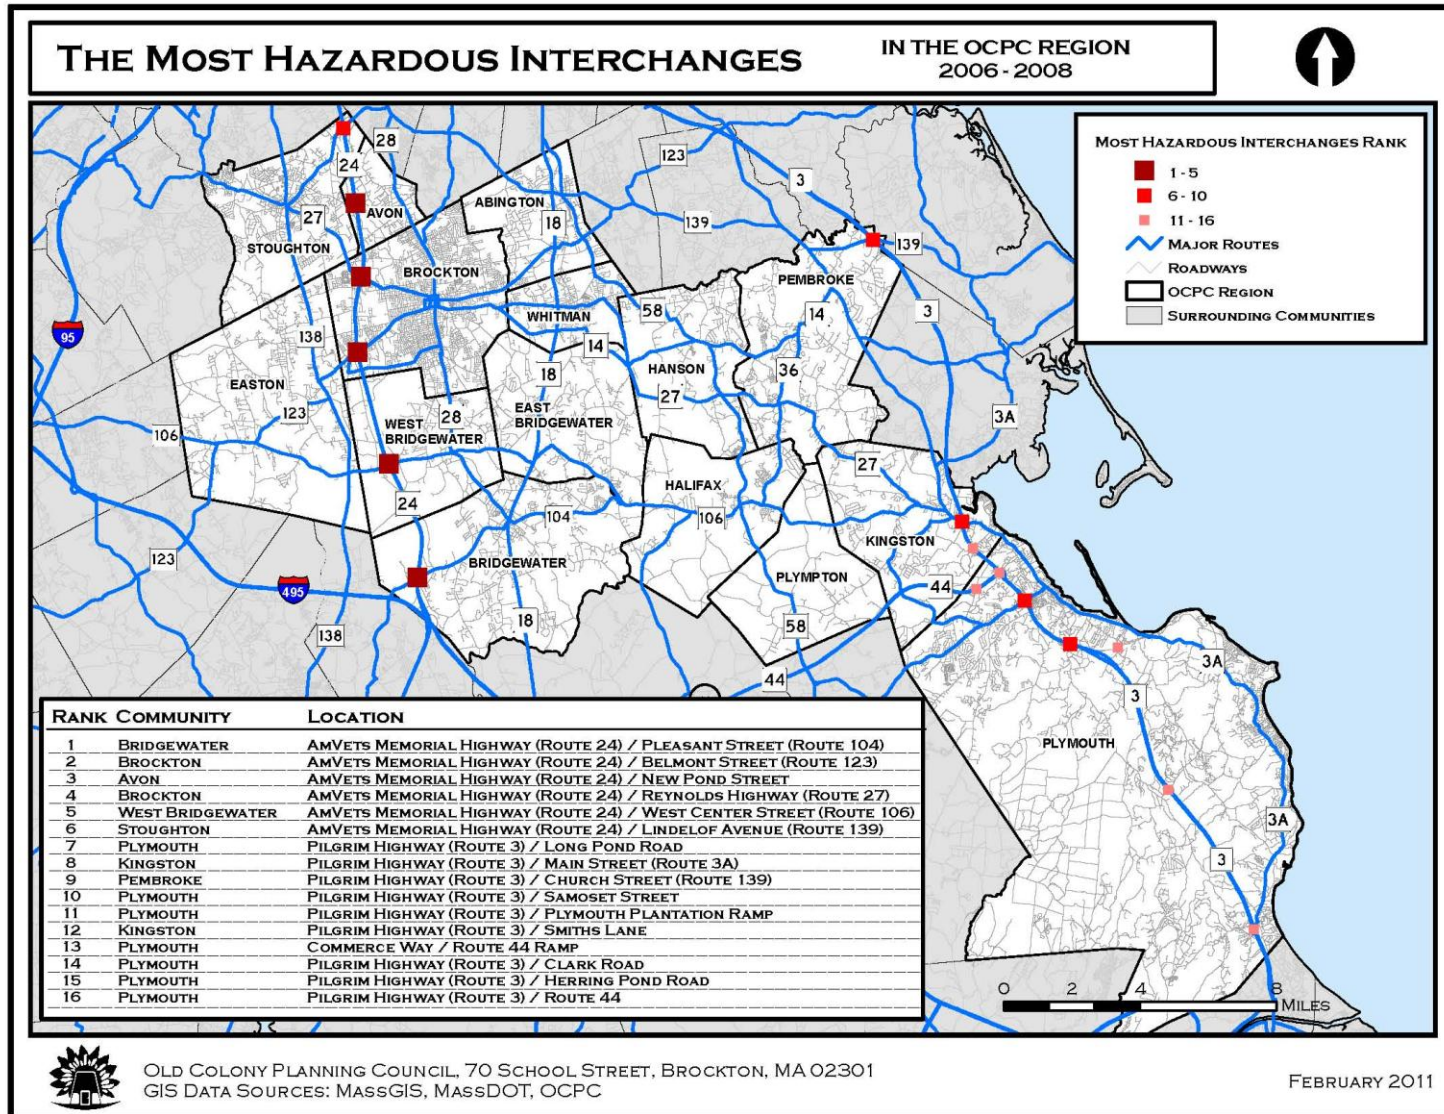 THE MOST HAZARDOUS INTERCHANGES
IN THE OCPC REGION
2006 - 2008
MOST HAZARDOUS INTERCHANGES RANK
1 - 5
6 - 10
11 - 16
MAJOR ROUTES
ROADWAYS
OCPC REGION
SURROUNDING COMMUNITIES
28
24
123
3
AVON
ABINGTON
27
18
139
139
STOUGHTON
BROCKTON
PEMBROKE
58
3
14
WHITMAN
95
138
14
HANSON
36
18
EASTON
27
123
28
EAST
BRIDGEWATER
3A
WEST
BRIDGEWATER
106
27
HALIFAX
24
104
106
KINGSTON
123
BRIDGEWATER
PLYMPTON
44
495
18
58
138
3A
44
3
PLYMOUTH
3A
3
RANK COMMUNITY LOCATION
1 BRIDGEWATER AMVETS MEMORIAL HIGHWAY (ROUTE 24) / PLEASANT STREET (ROUTE 104)
2 BROCKTON AMVETS MEMORIAL HIGHWAY (ROUTE 24) / BELMONT STREET (ROUTE 123)
3 AVON AMVETS MEMORIAL HIGHWAY (ROUTE 24) / NEW POND STREET
4 BROCKTON AMVETS MEMORIAL HIGHWAY (ROUTE 24) / REYNOLDS HIGHWAY (ROUTE 27)
5 WEST BRIDGEWATER AMVETS MEMORIAL HIGHWAY (ROUTE 24) / WEST CENTER STREET (ROUTE 106)
6 STOUGHTON AMVETS MEMORIAL HIGHWAY (ROUTE 24) / LINDELOF AVENUE (ROUTE 139)
7 PLYMOUTH PILGRIM HIGHWAY (ROUTE 3) / LONG POND ROAD
8 KINGSTON PILGRIM HIGHWAY (ROUTE 3) / MAIN STREET (ROUTE 3A)
9 PEMBROKE PILGRIM HIGHWAY (ROUTE 3) / CHURCH STREET (ROUTE 139)
10 PLYMOUTH PILGRIM HIGHWAY (ROUTE 3) / SAMOSET STREET
11 PLYMOUTH PILGRIM HIGHWAY (ROUTE 3) / PLYMOUTH PLANTATION RAMP
12 KINGSTON PILGRIM HIGHWAY (ROUTE 3) / SMITHS LANE
13 PLYMOUTH COMMERCE WAY / ROUTE 44 RAMP
14 PLYMOUTH PILGRIM HIGHWAY (ROUTE 3) / CLARK ROAD
15 PLYMOUTH PILGRIM HIGHWAY (ROUTE 3) / HERRING POND ROAD
16 PLYMOUTH PILGRIM HIGHWAY (ROUTE 3) / ROUTE 44
0 2 4 8
MILES
OLD COLONY PLANNING COUNCIL, 70 SCHOOL STREET, BROCKTON, MA 02301
GIS DATA SOURCES: MASSGIS, MASSDOT, OCPC
FEBRUARY 2011